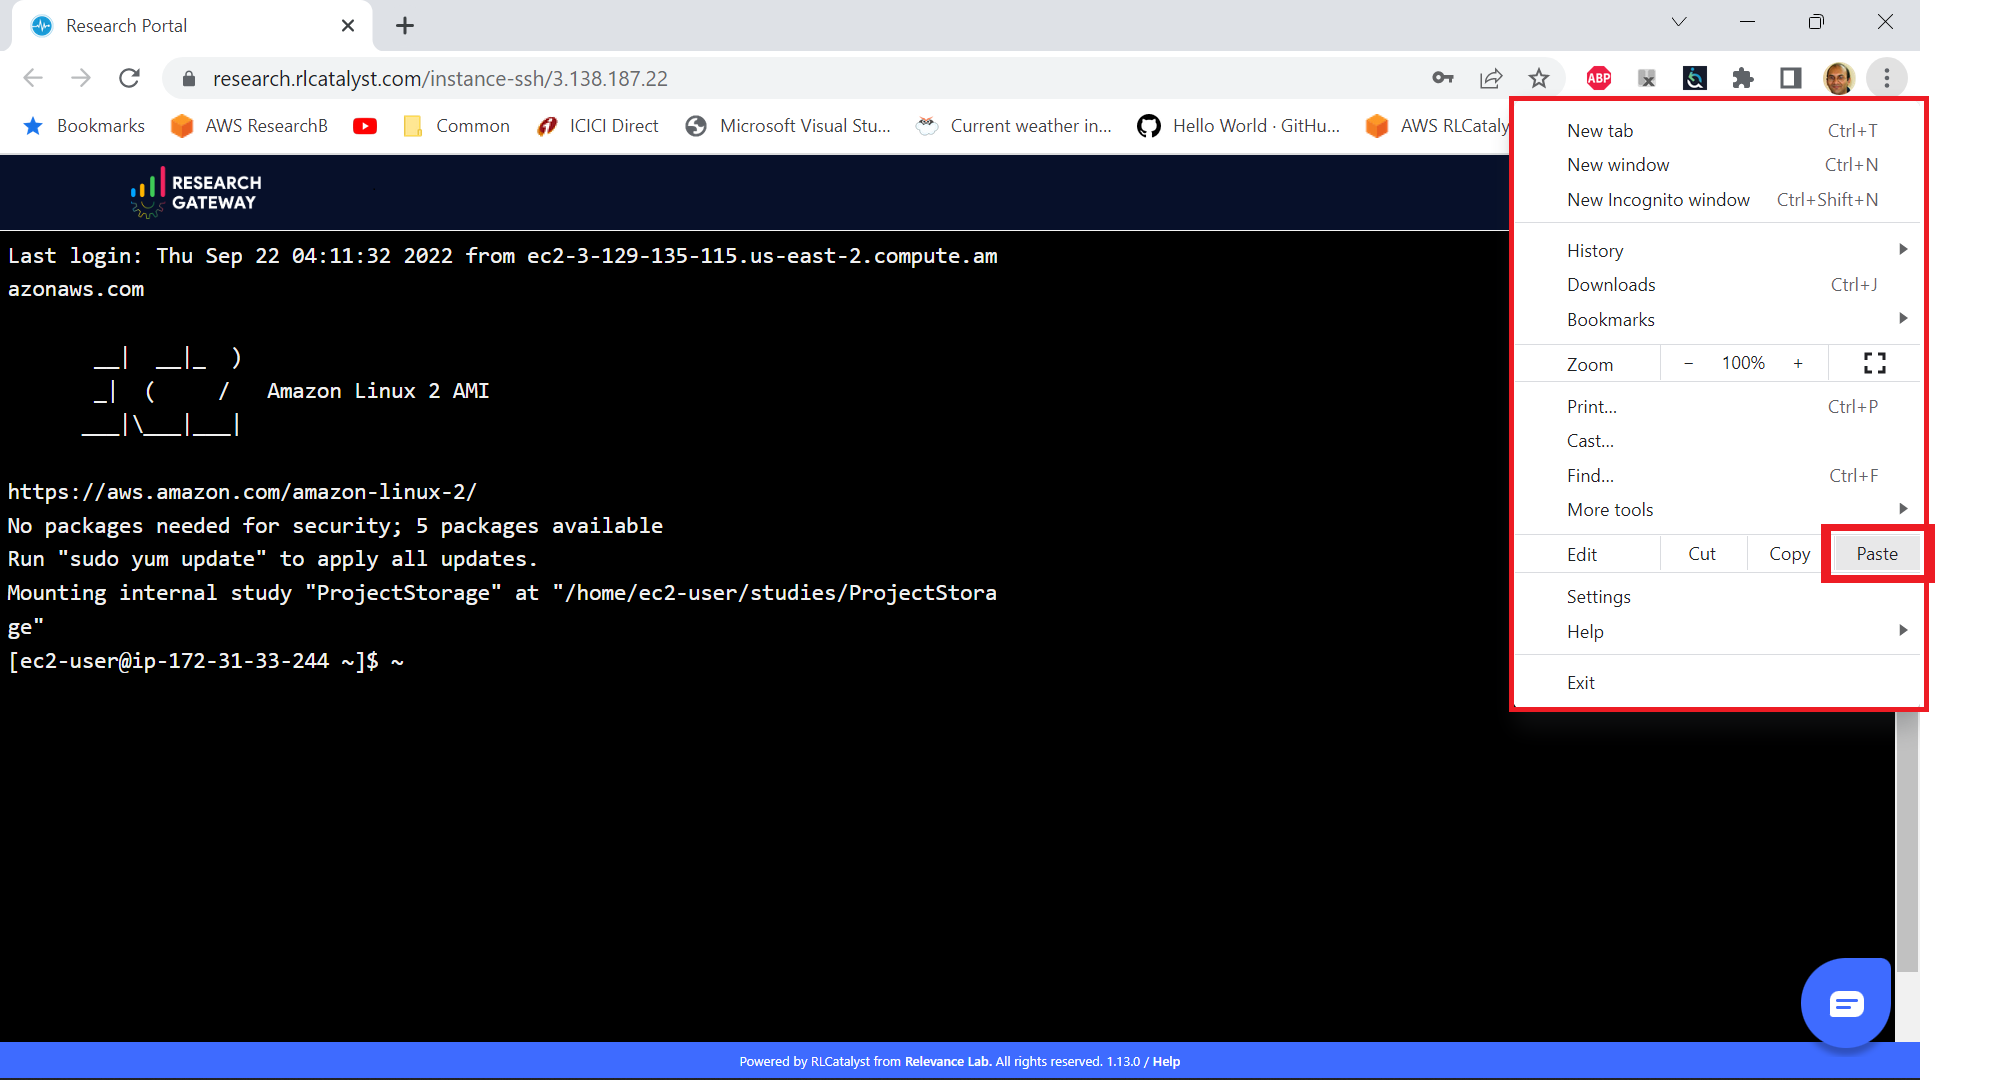 Research Portal
research.rlcatalyst.com/instance-ssh/3.138.187.22
ABP
Bookmarks AWS ResearchB Common ICICI Direct Microsoft Visual Stu... Current weather in... Hello World · GitHu... AWS RLCataly
RESEARCH
GATEWAY
Last login: Thu Sep 22 04:11:32 2022 from ec2-3-129-135-115.us-east-2.compute.am
azonaws.com
       __|  __|_  )
       _|  (     /   Amazon Linux 2 AMI
      ___|\___|___|
https://aws.amazon.com/amazon-linux-2/
No packages needed for security; 5 packages available
Run "sudo yum update" to apply all updates.
Mounting internal study "ProjectStorage" at "/home/ec2-user/studies/ProjectStora
ge"
[ec2-user@ip-172-31-33-244 ~]$ ~
New tab Ctrl+T
New window Ctrl+N
New Incognito window Ctrl+Shift+N
History
Downloads Ctrl+J
Bookmarks
Zoom − 100% +
Print... Ctrl+P
Cast...
Find... Ctrl+F
More tools
Edit Cut Copy Paste
Settings
Help
Exit
Powered by RLCatalyst from Relevance Lab. All rights reserved. 1.13.0 / Help